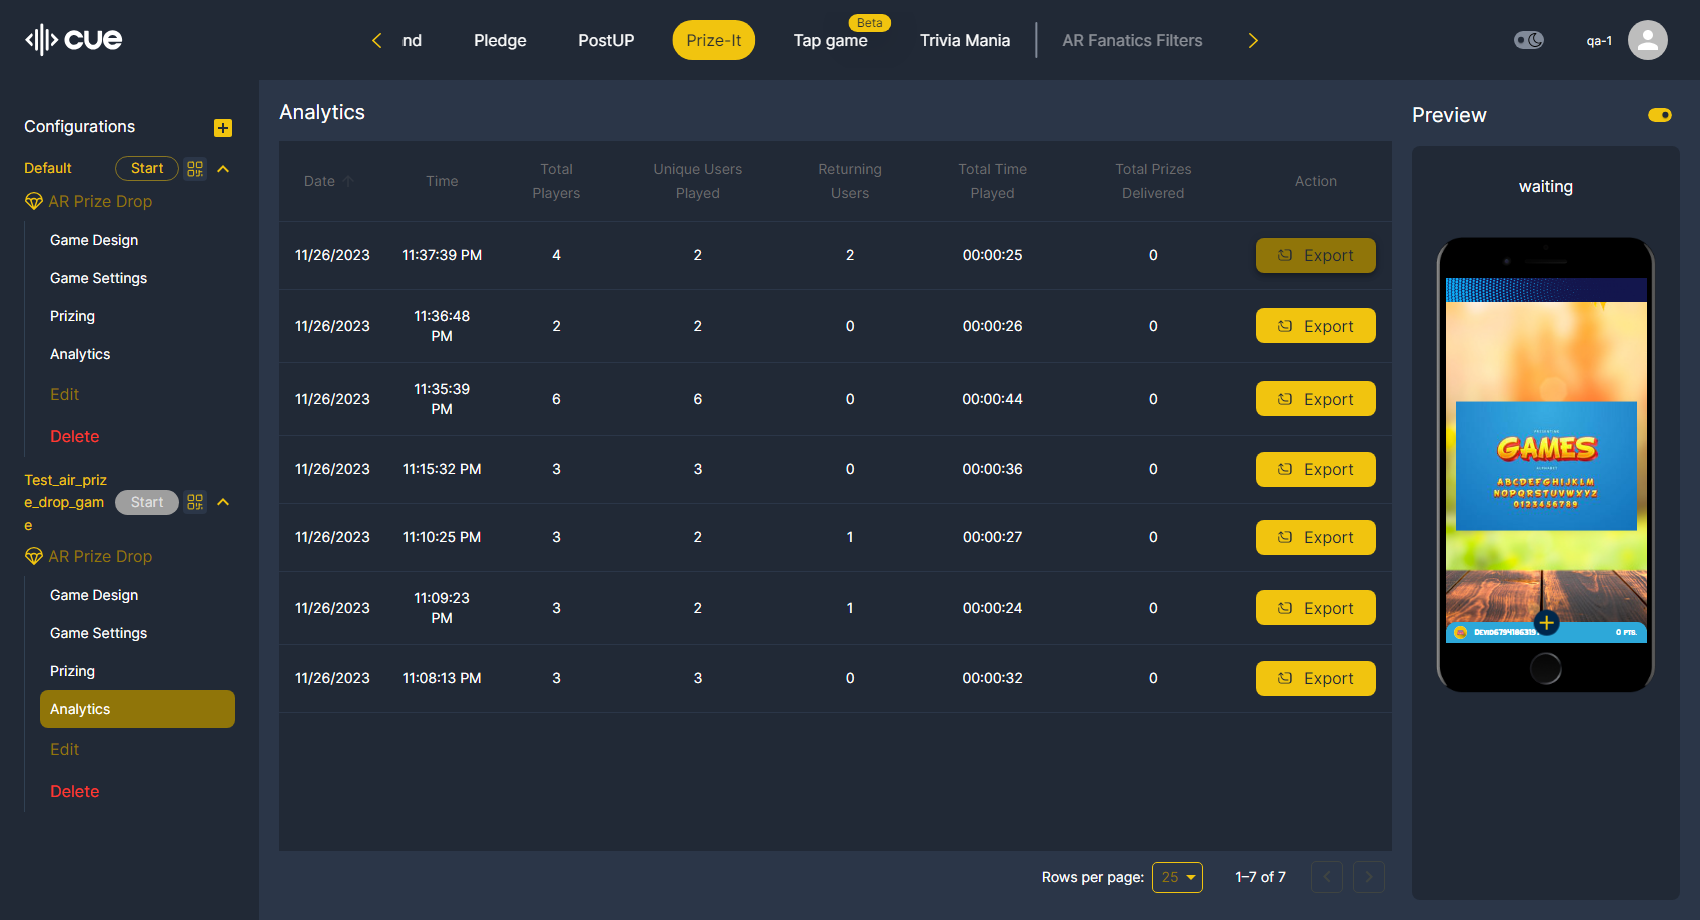 cue
nd
Pledge
PostUP
Prize-It
Beta
Tap game
Trivia Mania
AR Fanatics Filters
qa-1
Configurations
Default
Start
AR Prize Drop
Game Design
Game Settings
Prizing
Analytics
Edit
Delete
Test_air_priz
e_drop_gam
e
Start
AR Prize Drop
Game Design
Game Settings
Prizing
Analytics
Edit
Delete
Analytics
Date
Time
Total
Players
Unique Users
Played
Returning
Users
Total Time
Played
Total Prizes
Delivered
Action
11/26/2023 11:37:39 PM 4 2 2 00:00:25 0 Export
11/26/2023 11:36:48
PM 2 2 0 00:00:26 0 Export
11/26/2023 11:35:39
PM 6 6 0 00:00:44 0 Export
11/26/2023 11:15:32 PM 3 3 0 00:00:36 0 Export
11/26/2023 11:10:25 PM 3 2 1 00:00:27 0 Export
11/26/2023 11:09:23
PM 3 2 1 00:00:24 0 Export
11/26/2023 11:08:13 PM 3 3 0 00:00:32 0 Export
Rows per page: 25 1–7 of 7
Preview
waiting
PRESENTING
GAMES
ALPHABET
ABCDEFGHIJKLM
NOPQRSTUVWXYZ
0123456789
0 PTS.